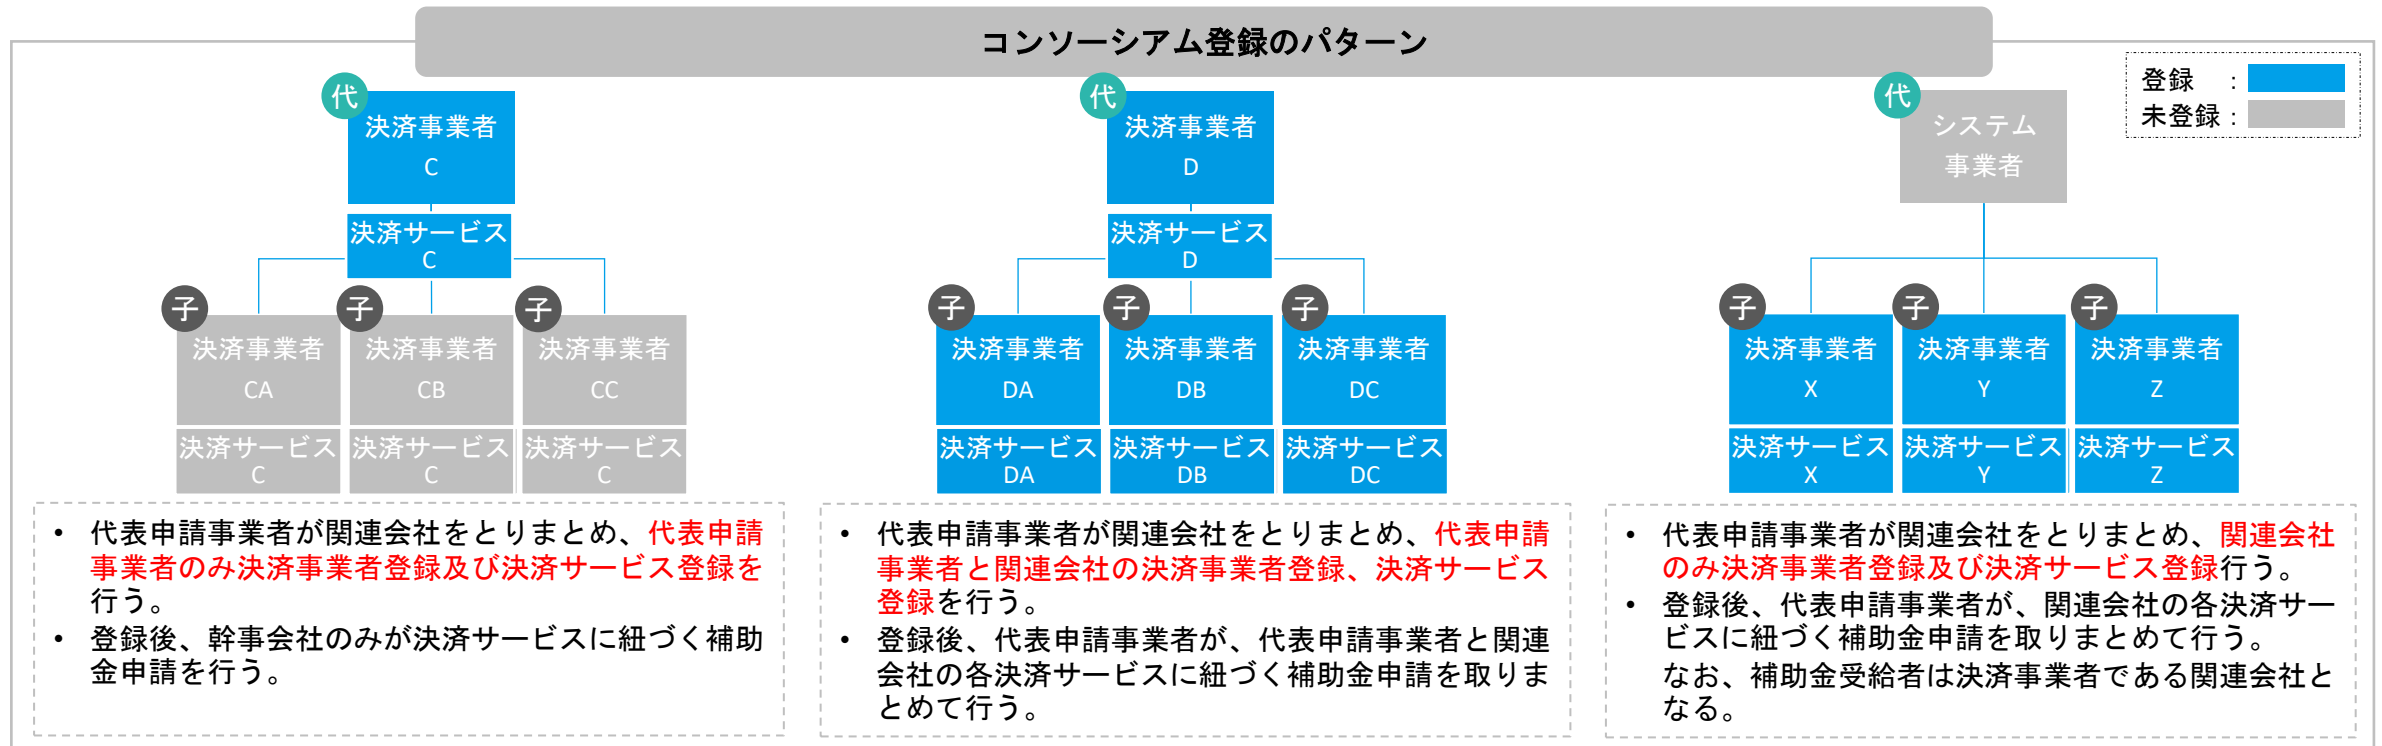 コンソーシアム登録のパターン
登録 :
未登録 :
代
決済事業者
C
決済サービス
C
子
決済事業者
CA
決済サービス
C
子
決済事業者
CB
決済サービス
C
子
決済事業者
CC
決済サービス
C
• 代表申請事業者が関連会社をとりまとめ、代表申請
事業者のみ決済事業者登録及び決済サービス登録を
行う。
• 登録後、幹事会社のみが決済サービスに紐づく補助
金申請を行う。
代
決済事業者
D
決済サービス
D
子
決済事業者
DA
決済サービス
DA
子
決済事業者
DB
決済サービス
DB
子
決済事業者
DC
決済サービス
DC
• 代表申請事業者が関連会社をとりまとめ、代表申請
事業者と関連会社の決済事業者登録、決済サービス
登録を行う。
• 登録後、代表申請事業者が、代表申請事業者と関連
会社の各決済サービスに紐づく補助金申請を取りま
とめて行う。
代
システム
事業者
子
決済事業者
X
決済サービス
X
子
決済事業者
Y
決済サービス
Y
子
決済事業者
Z
決済サービス
Z
• 代表申請事業者が関連会社をとりまとめ、関連会社
のみ決済事業者登録及び決済サービス登録行う。
• 登録後、代表申請事業者が、関連会社の各決済サー
ビスに紐づく補助金申請を取りまとめて行う。
なお、補助金受給者は決済事業者である関連会社と
なる。